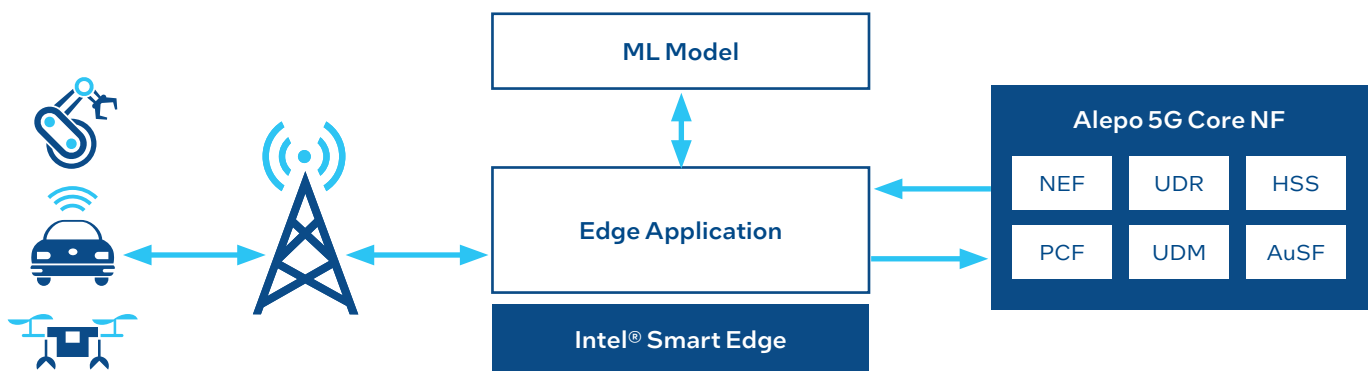 ML Model
Alepo 5G Core NF
NEF UDR HSS
Edge Application
PCF UDM AuSF
Intel® Smart Edge